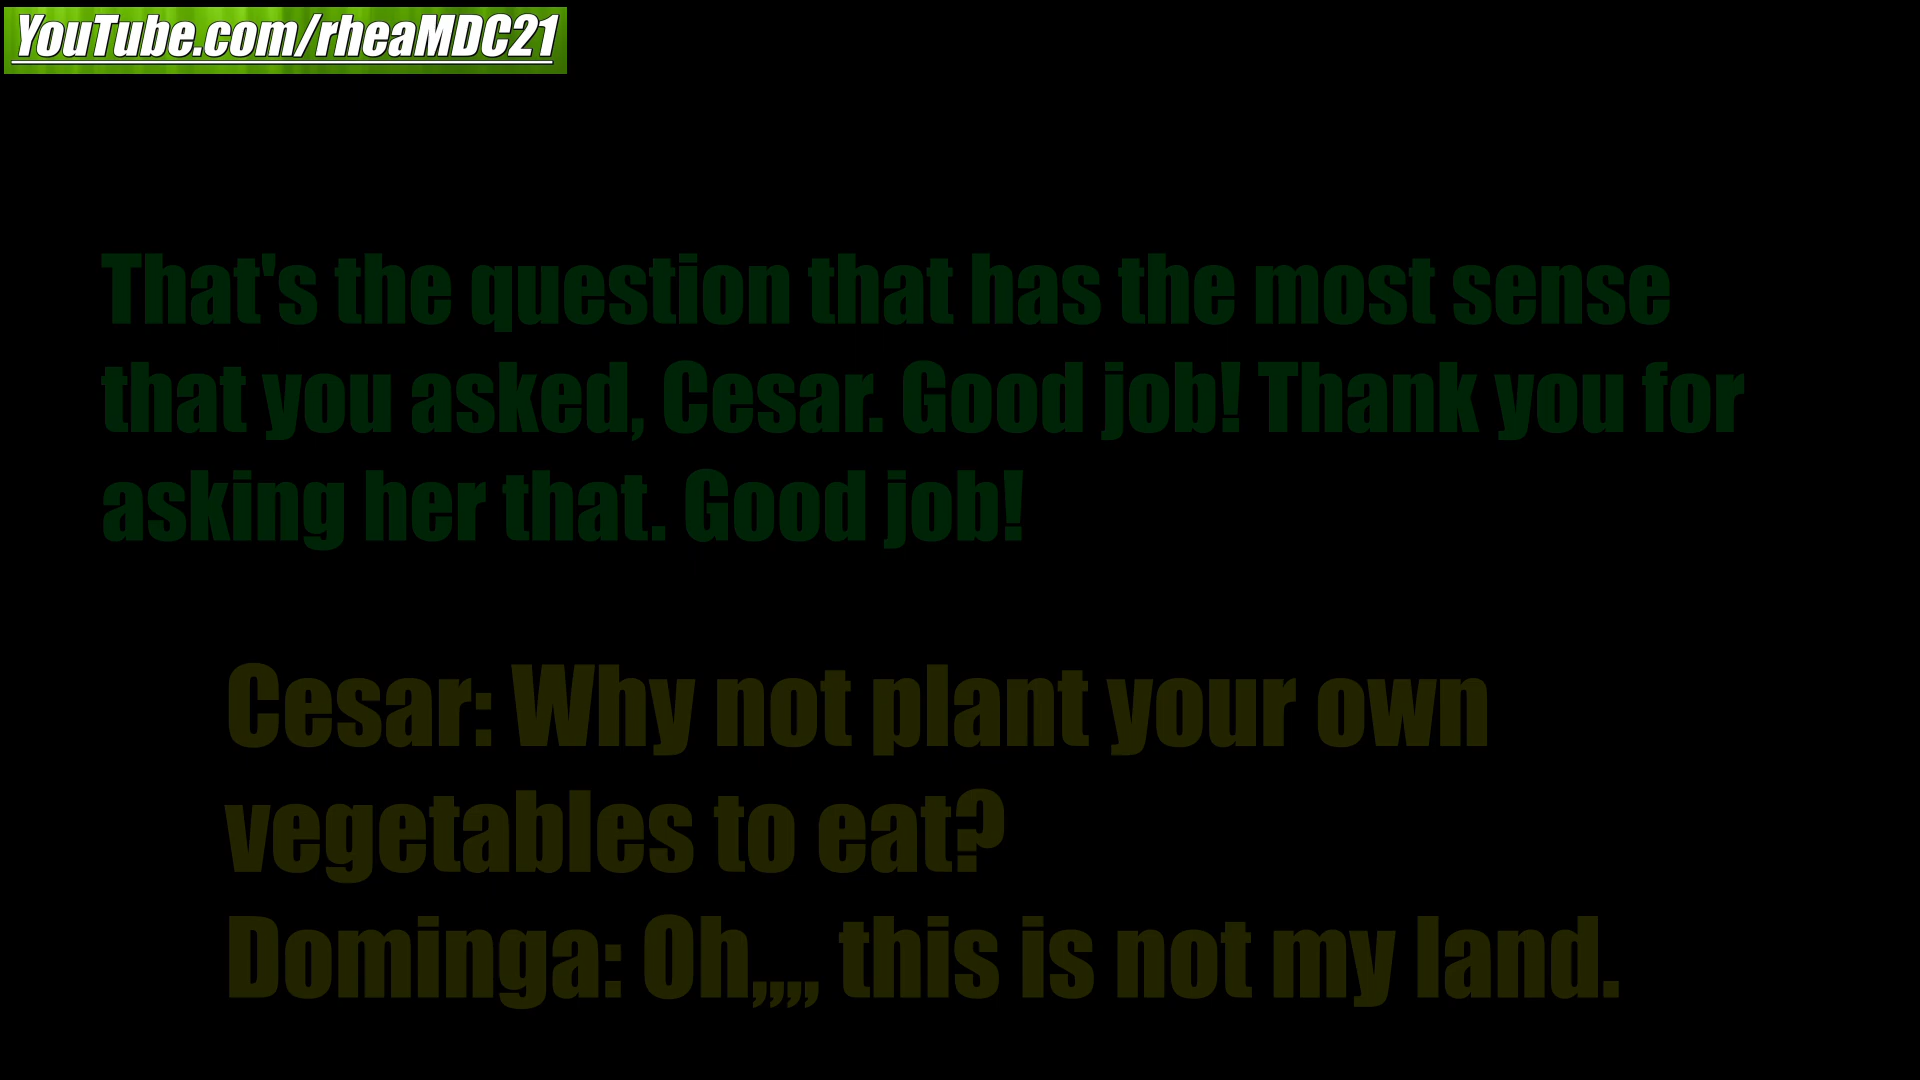 YouTube.com/rheaMDC21
That's the question that has the most sense
that you asked, Cesar. Good job! Thank you for
asking her that. Good job!
Cesar: Why not plant your own
vegetables to eat?
Dominga: Oh,,,, this is not my land.